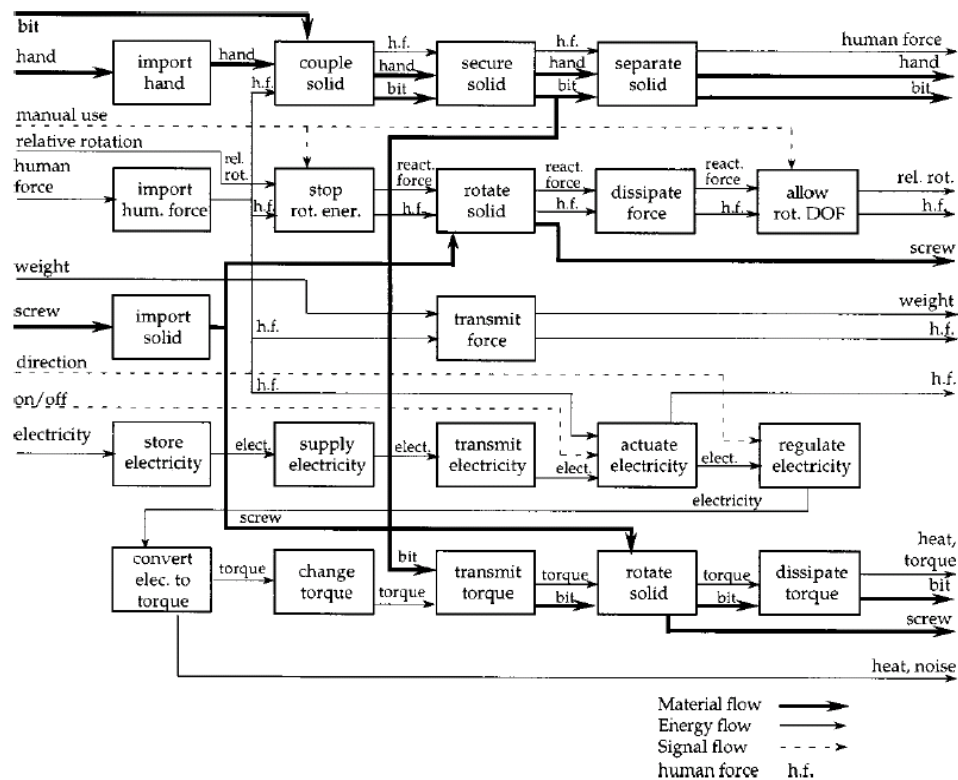 bit
hand
import
hand
hand
couple
solid
h.f.
hand
bit
secure
solid
h.f.
hand
bit
separate
solid
human force
hand
bit
h.f.
manual use
relative rotation
human
force
import
hum. force
rel.
rot.
h.f.
stop
rot. ener.
react.
force
h.f.
rotate
solid
react.
force
h.f.
dissipate
force
react.
force
h.f.
allow
rot. DOF
rel. rot.
h.f.
screw
weight
weight
screw
import
solid
h.f.
transmit
force
h.f.
direction
h.f.
h.f.
on/off
electricity
store
electricity
elect.
supply
electricity
elect.
transmit
electricity
elect.
actuate
electricity
elect.
regulate
electricity
electricity
screw
convert
elec. to
torque
torque
change
torque
torque
bit
transmit
torque
torque
bit
rotate
solid
torque
bit
dissipate
torque
heat,
torque
bit
screw
heat, noise
Material flow
Energy flow
Signal flow
human force h.f.